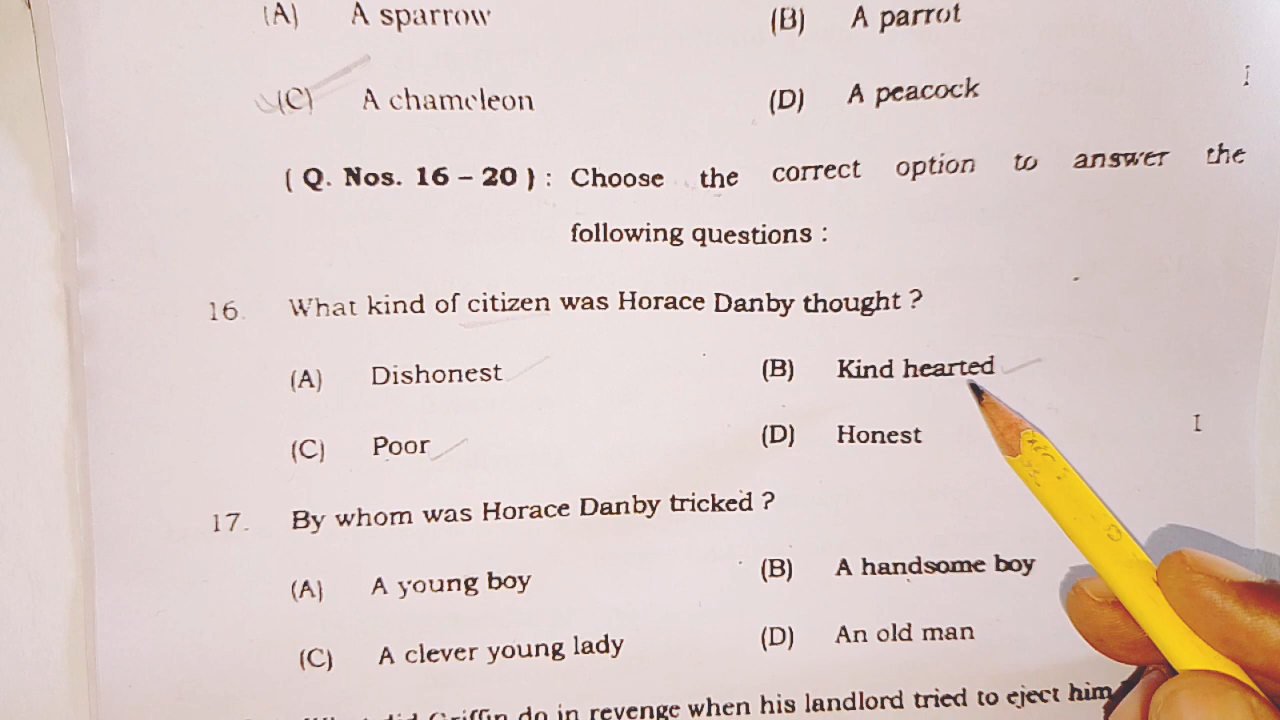 (A) A sparrow (B) A parrot
(C) A chameleon (D) A peacock
( Q. Nos. 16 – 20 ) : Choose the correct option to answer the
following questions :
16. What kind of citizen was Horace Danby thought ?
(A) Dishonest (B) Kind hearted
(C) Poor (D) Honest
17. By whom was Horace Danby tricked ?
(A) A young boy (B) A handsome boy
(C) A clever young lady (D) An old man
did Griffin do in revenge when his landlord tried to eject him